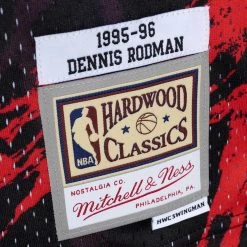 1995-96
DENNIS RODMAN
HARDWOOD
NBA
CLASSICS
NOSTALGIA CO.
Mitchell & Ness
PHILADELPHIA, PA.
HWC SWINGMAN